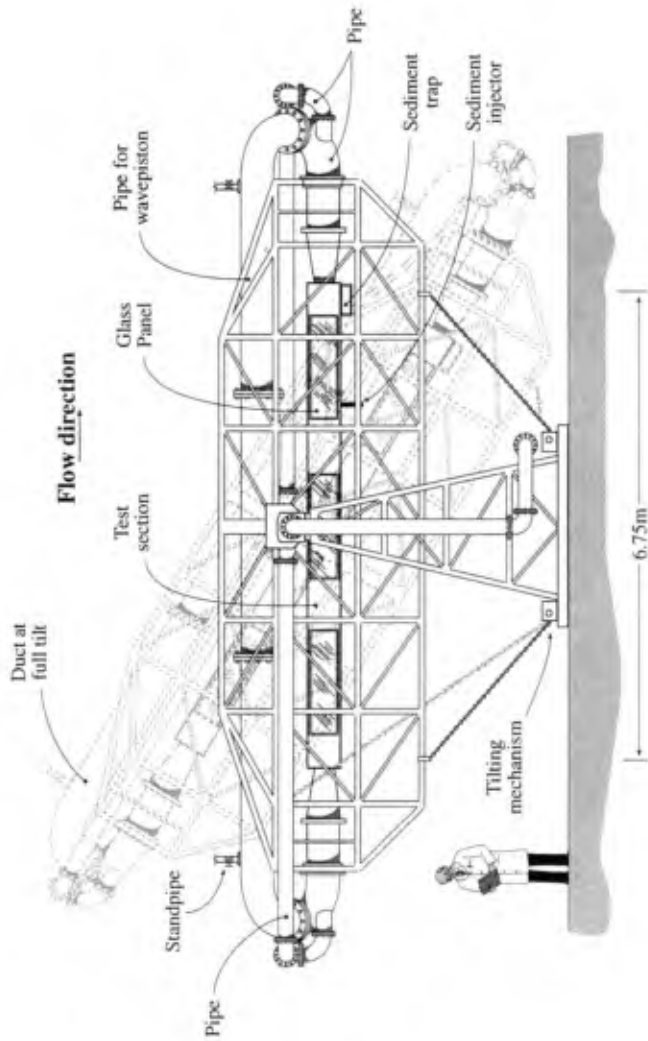 Flow direction
Duct at
full tilt
Test
section
Glass
Panel
Pipe for
wavepiston
Standpipe
Pipe
Pipe
Sediment
trap
Sediment
injector
Tilting
mechanism
6.75m